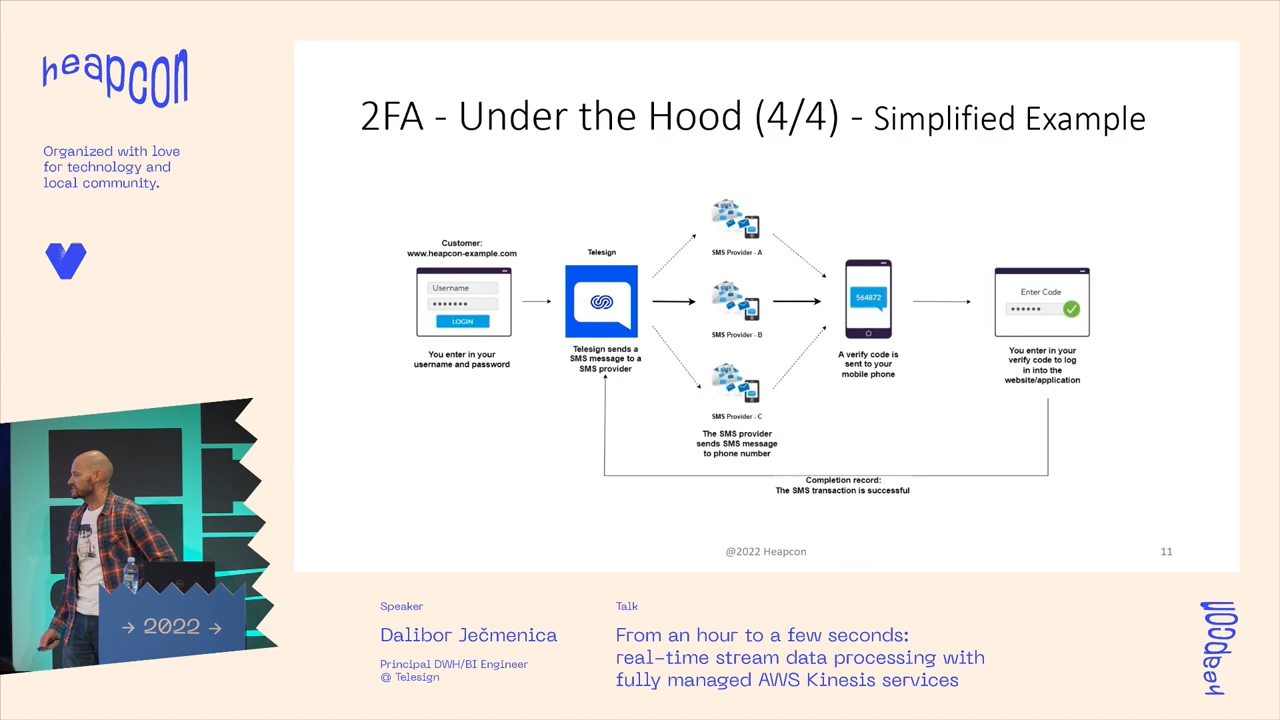 heapcon
Organized with love
for technology and
local community.
2FA - Under the Hood (4/4) - Simplified Example
Customer:
www.heapcon-example.com
Username
LOGIN
You enter in your
username and password
Telesign
Telesign sends a
SMS message to a
SMS provider
SMS Provider - A
SMS Provider - B
SMS Provider - C
The SMS provider
sends SMS message
to phone number
564872
A verify code is
sent to your
mobile phone
Enter Code
You enter in your
verify code to log
in into the
website/application
Completion record:
The SMS transaction is successful
@2022 Heapcon
11
→ 2022 →
Speaker
Dalibor Ječmenica
Principal DWH/BI Engineer
@ Telesign
Talk
From an hour to a few seconds:
real-time stream data processing with
fully managed AWS Kinesis services
heapcon